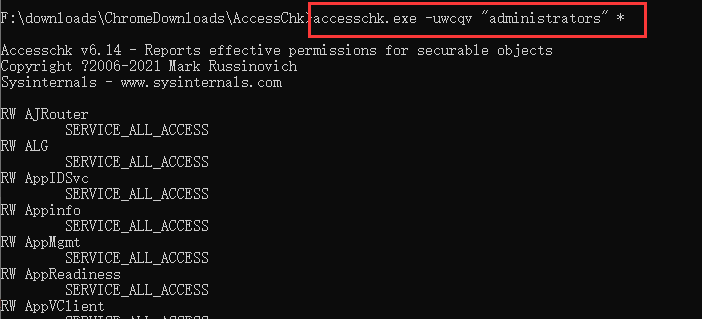 F:\downloads\ChromeDownloads\AccessChk>accesschk.exe -uwcqv "administrators" *
Accesschk v6.14 - Reports effective permissions for securable objects
Copyright ?2006-2021 Mark Russinovich
Sysinternals - www.sysinternals.com
RW AJRouter
SERVICE_ALL_ACCESS
RW ALG
SERVICE_ALL_ACCESS
RW AppIDSvc
SERVICE_ALL_ACCESS
RW Appinfo
SERVICE_ALL_ACCESS
RW AppMgmt
SERVICE_ALL_ACCESS
RW AppReadiness
SERVICE_ALL_ACCESS
RW AppVClient
SERVICE_ALL_ACCESS